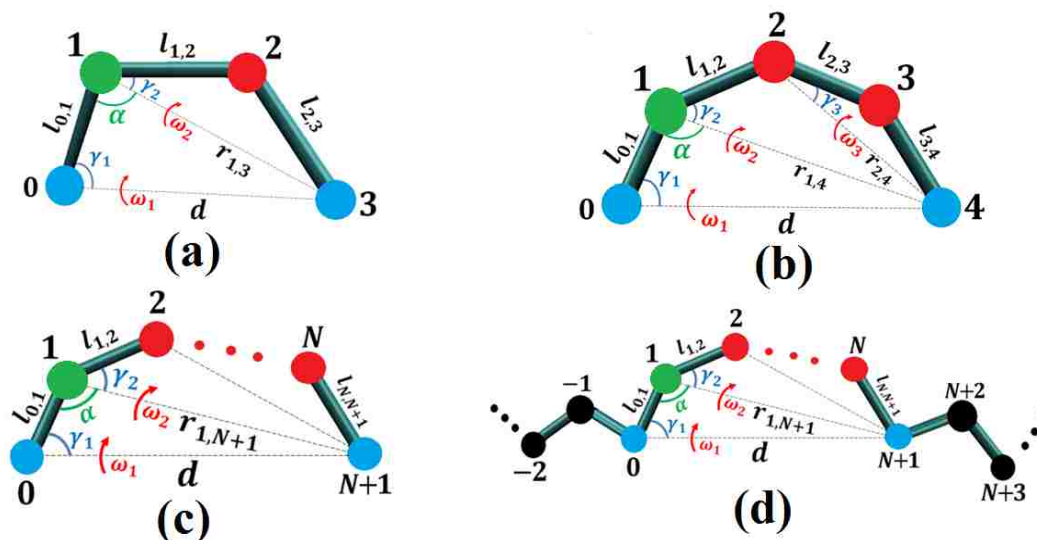 1 l₁,₂ 2
l₀,₁ γ₂ α ω₂ l₂,₃
γ₁ r₁,₃
0 ω₁ d 3
(a)
2
1 l₁,₂ l₂,₃ 3
l₀,₁ γ₂ α ω₂ γ₃ ω₃ l₃,₄
γ₁ r₁,₄ r₂,₄
0 ω₁ d 4
(b)
2 N
1 l₁,₂
l₀,₁ γ₂ α ω₂ lN,N+1
γ₁ r₁,N+1
0 ω₁ d N+1
(c)
2 N
−1 1 l₁,₂ N+2
l₀,₁ γ₂ α ω₂ lN,N+1
γ₁ r₁,N+1
−2 0 ω₁ d N+1 N+3
(d)